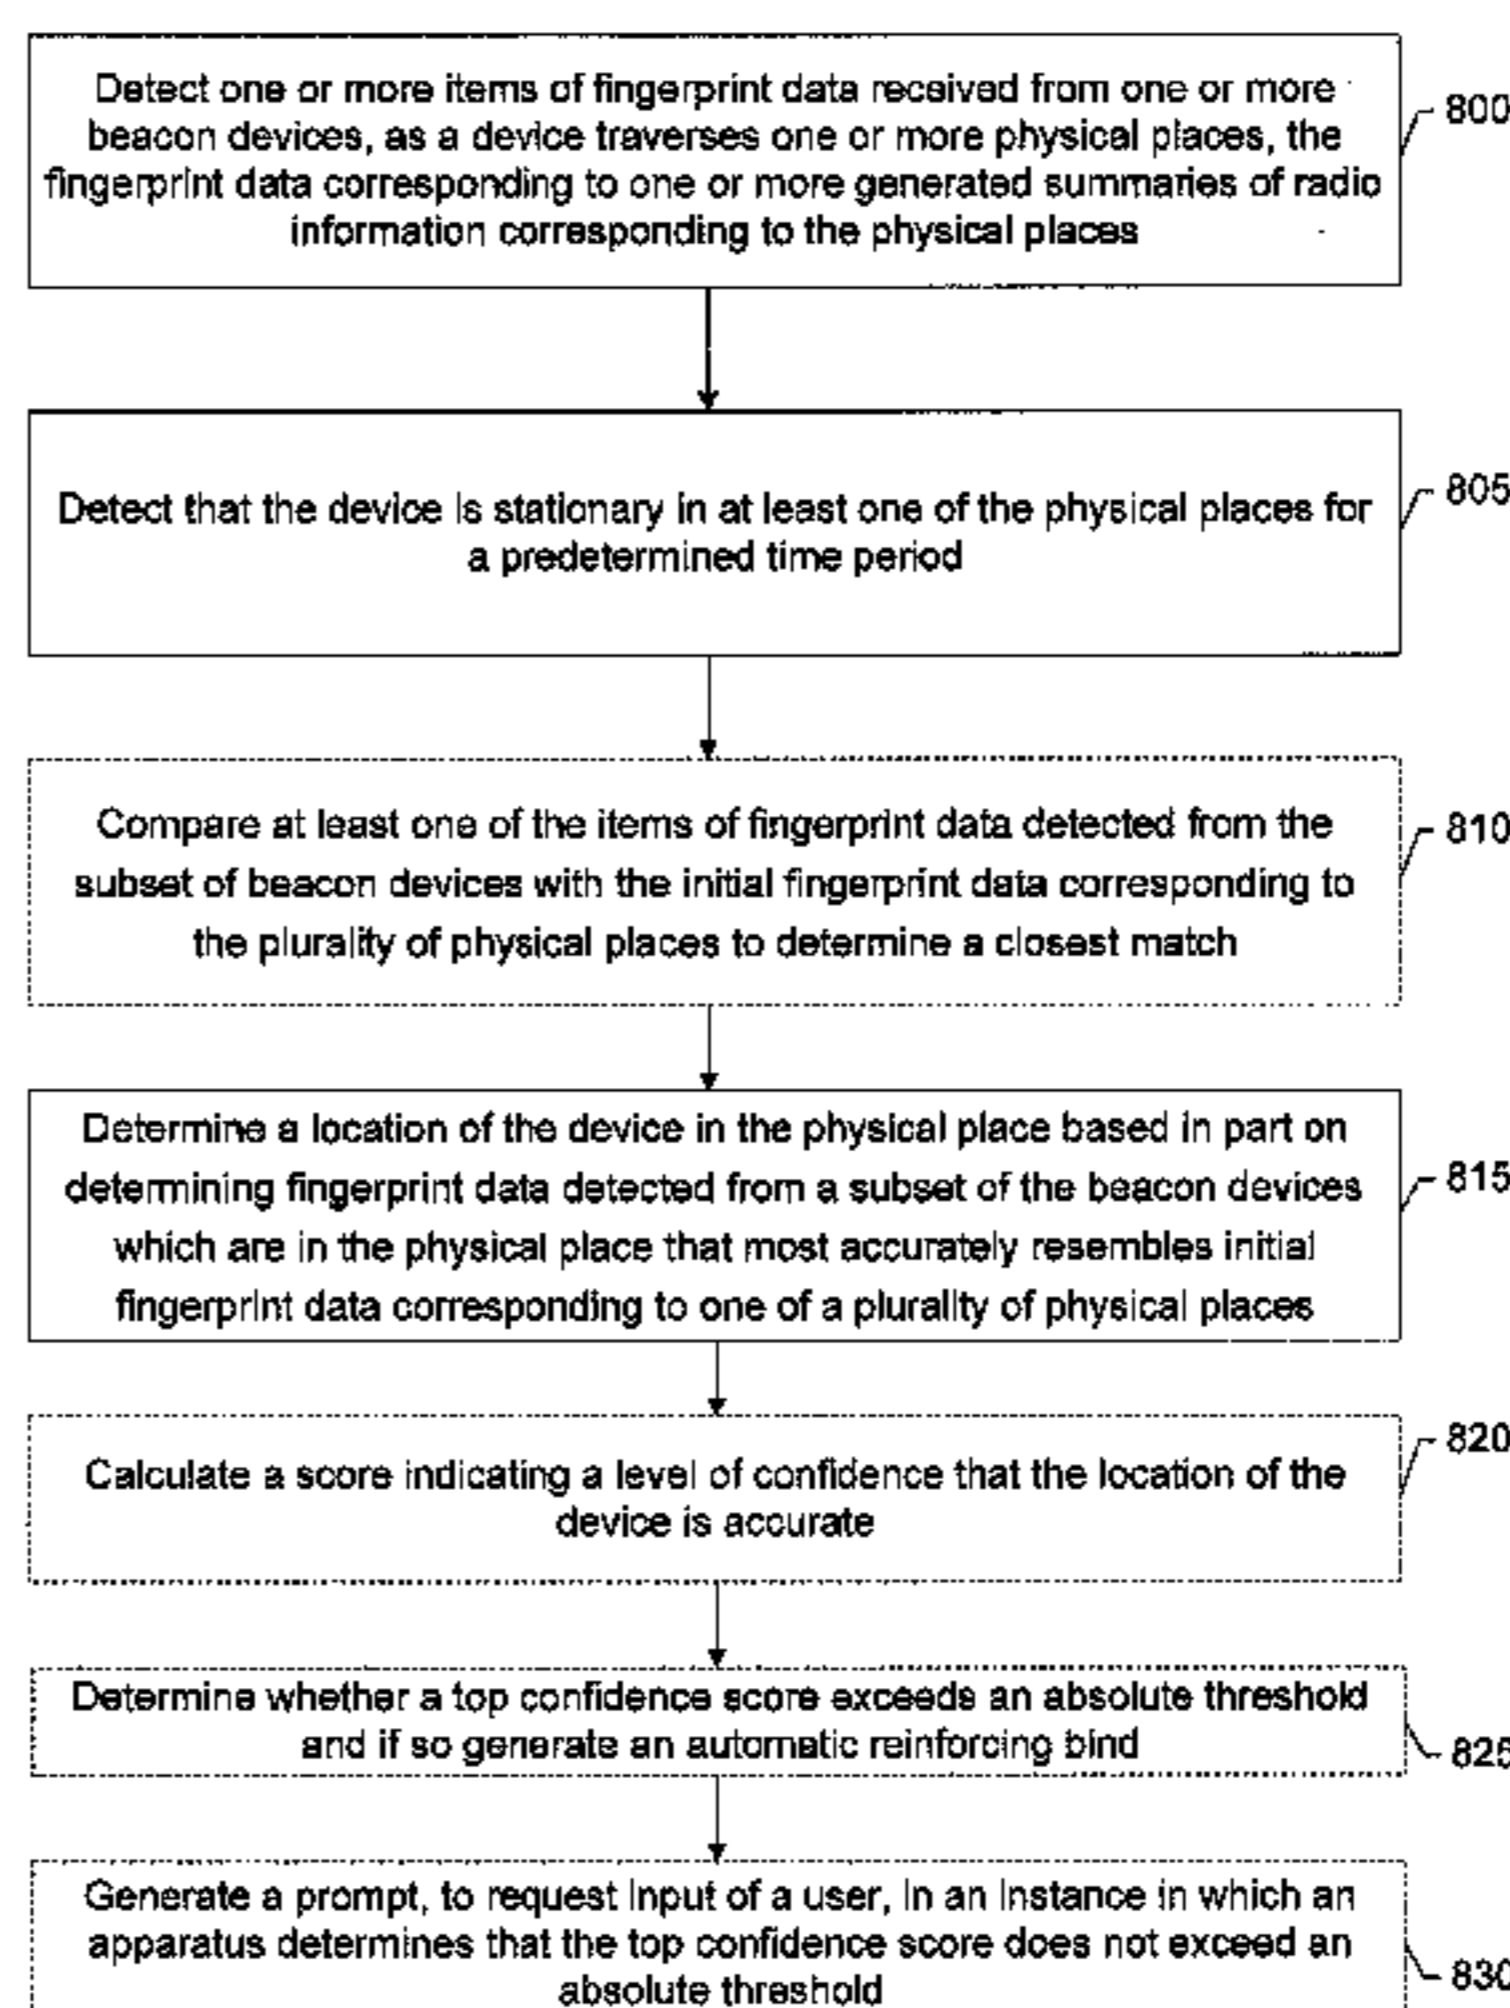 Detect one or more items of fingerprint data received from one or more
800
beacon devices, as a device traverses one or more physical places, the
fingerprint data corresponding to one or more generated summaries of radio
information corresponding to the physical places
805
Detect that the device is stationary in at least one of the physical places for
a predetermined time period
Compare at least one of the items of fingerprint data detected from the
810
subset of beacon devices with the initial fingerprint data corresponding to
the plurality of physical places to determine a closest match
Determine a location of the device in the physical place based in part on
815
determining fingerprint data detected from a subset of the beacon devices
which are in the physical place that most accurately resembles initial
fingerprint data corresponding to one of a plurality of physical places
820
Calculate a score indicating a level of confidence that the location of the
device is accurate
Determine whether a top confidence score exceeds an absolute threshold
and if so generate an automatic reinforcing bind
825
Generate a prompt, to request input of a user, in an instance in which an
apparatus determines that the top confidence score does not exceed an
830
absolute threshold